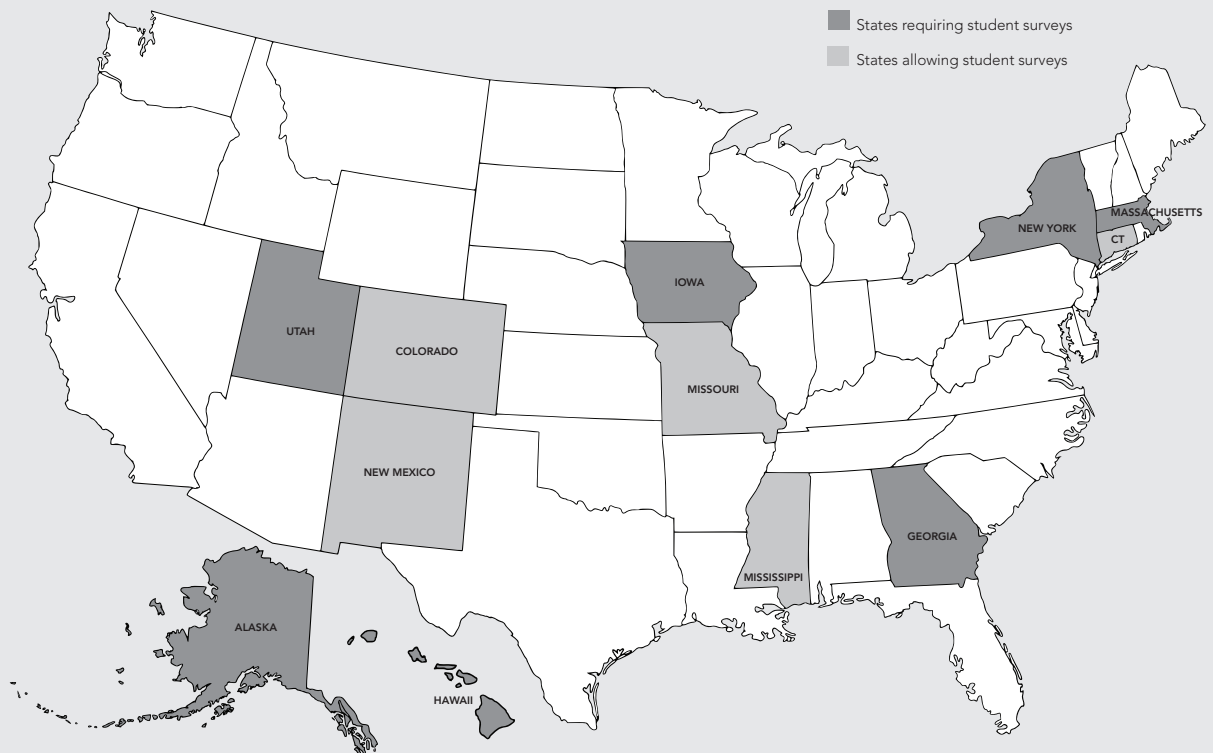 States requiring student surveys
States allowing student surveys
MASSACHUSETTS
NEW YORK
CT
IOWA
UTAH
COLORADO
MISSOURI
NEW MEXICO
GEORGIA
MISSISSIPPI
ALASKA
HAWAII